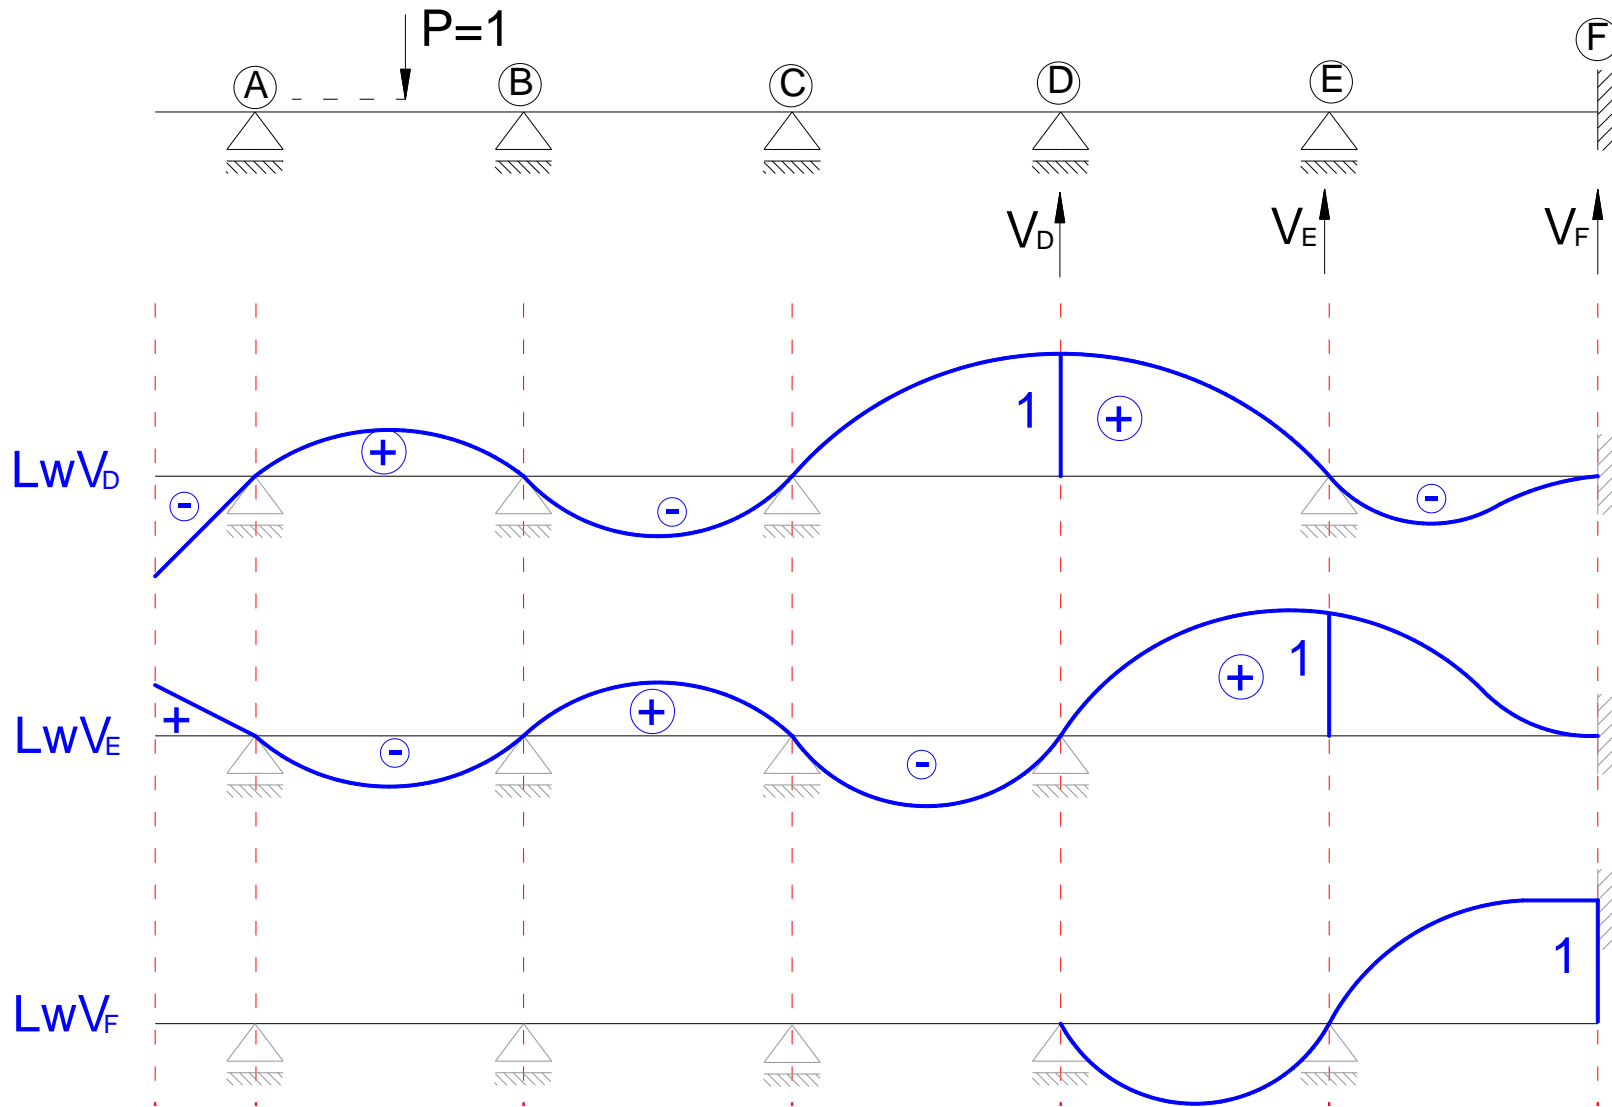 P=1
A B C D E F
VD VE VF
LwVD - + - 1 + -
LwVE + - + - + 1
LwVF 1